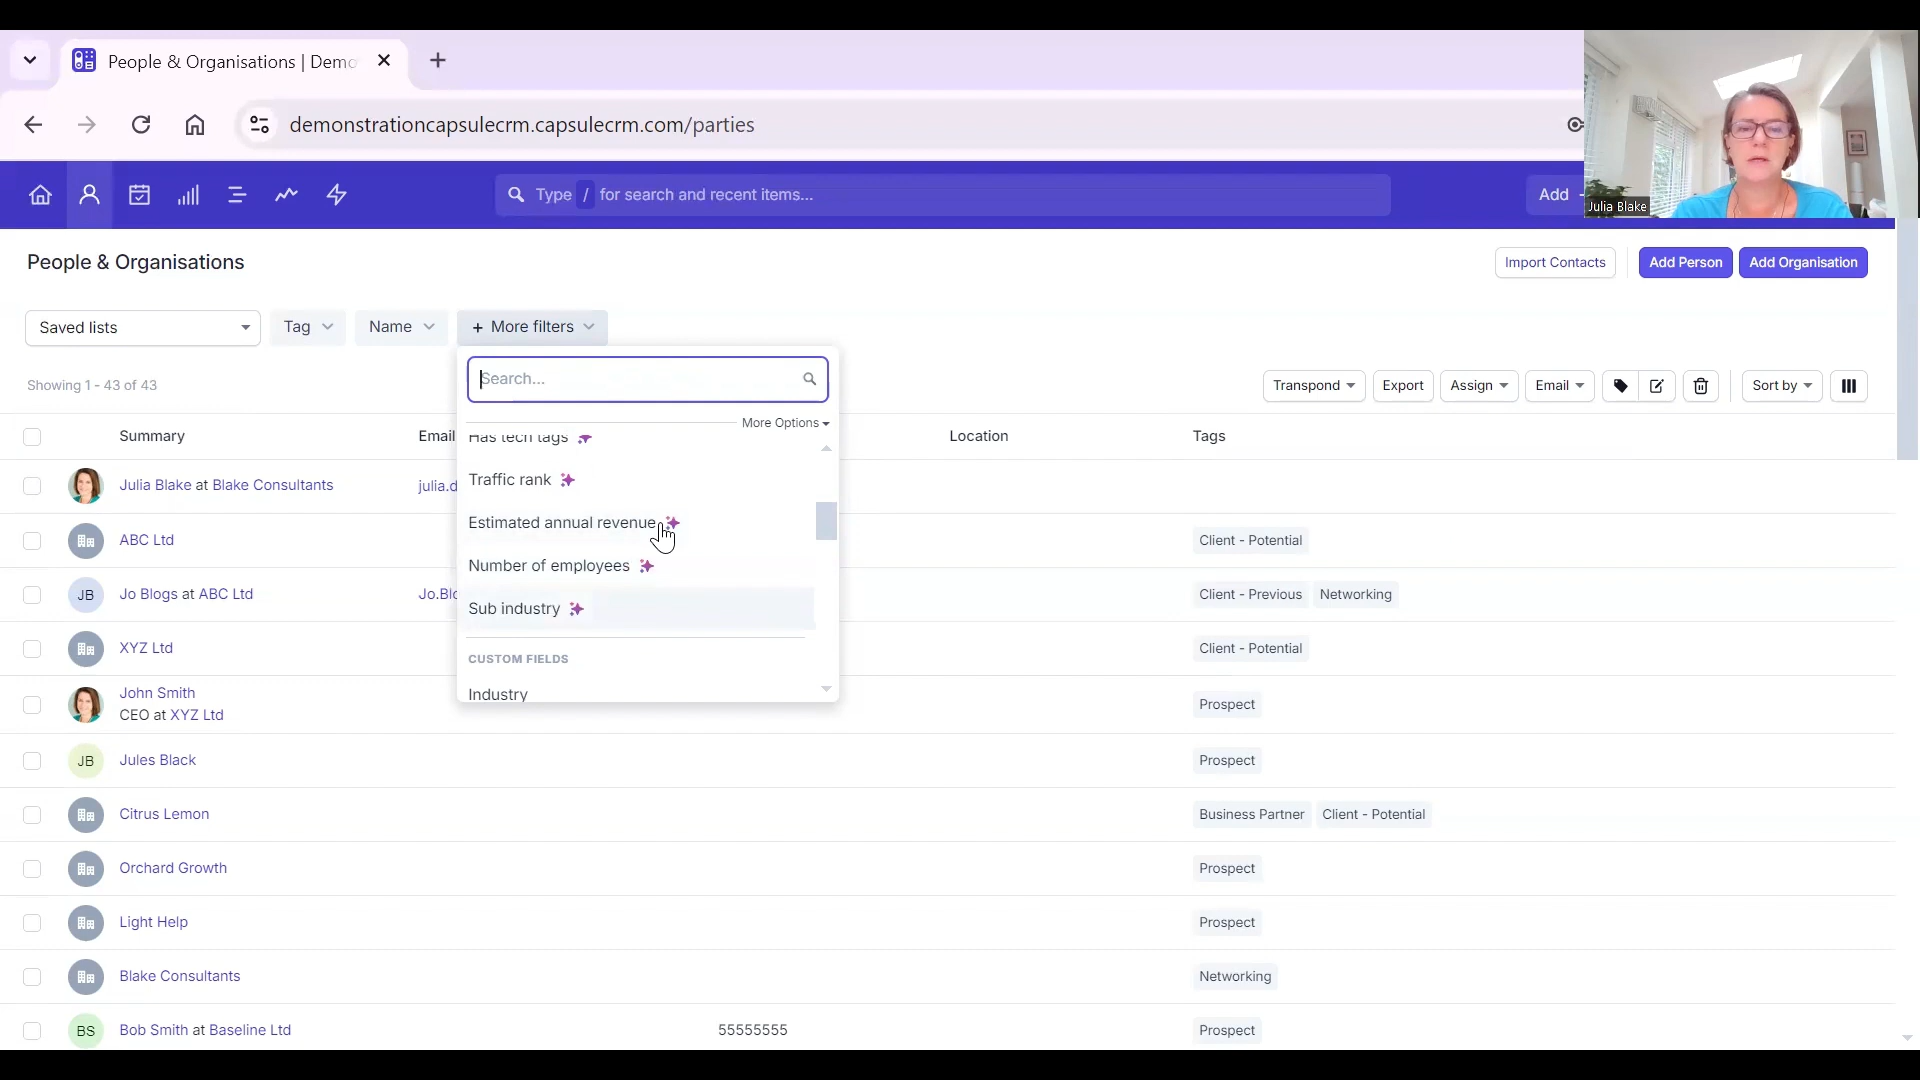 People & Organisations | Demo
demonstrationcapsulecrm.capsulecrm.com/parties
Type / for search and recent items...
Add
Julia Blake
People & Organisations
Import Contacts
Add Person
Add Organisation
Saved lists
Tag
Name
+ More filters
Search...
Showing 1 - 43 of 43
Transpond
Export
Assign
Email
Sort by
More Options
Summary
Email
Location
Tags
Has tech tags
Traffic rank
Estimated annual revenue
Number of employees
Sub industry
CUSTOM FIELDS
Industry
Julia Blake at Blake Consultants
julia.d
ABC Ltd
Client - Potential
JB
Jo Blogs at ABC Ltd
Jo.Blo
Client - Previous
Networking
XYZ Ltd
Client - Potential
John Smith
CEO at XYZ Ltd
Prospect
JB
Jules Black
Prospect
Citrus Lemon
Business Partner
Client - Potential
Orchard Growth
Prospect
Light Help
Prospect
Blake Consultants
Networking
BS
Bob Smith at Baseline Ltd
55555555
Prospect